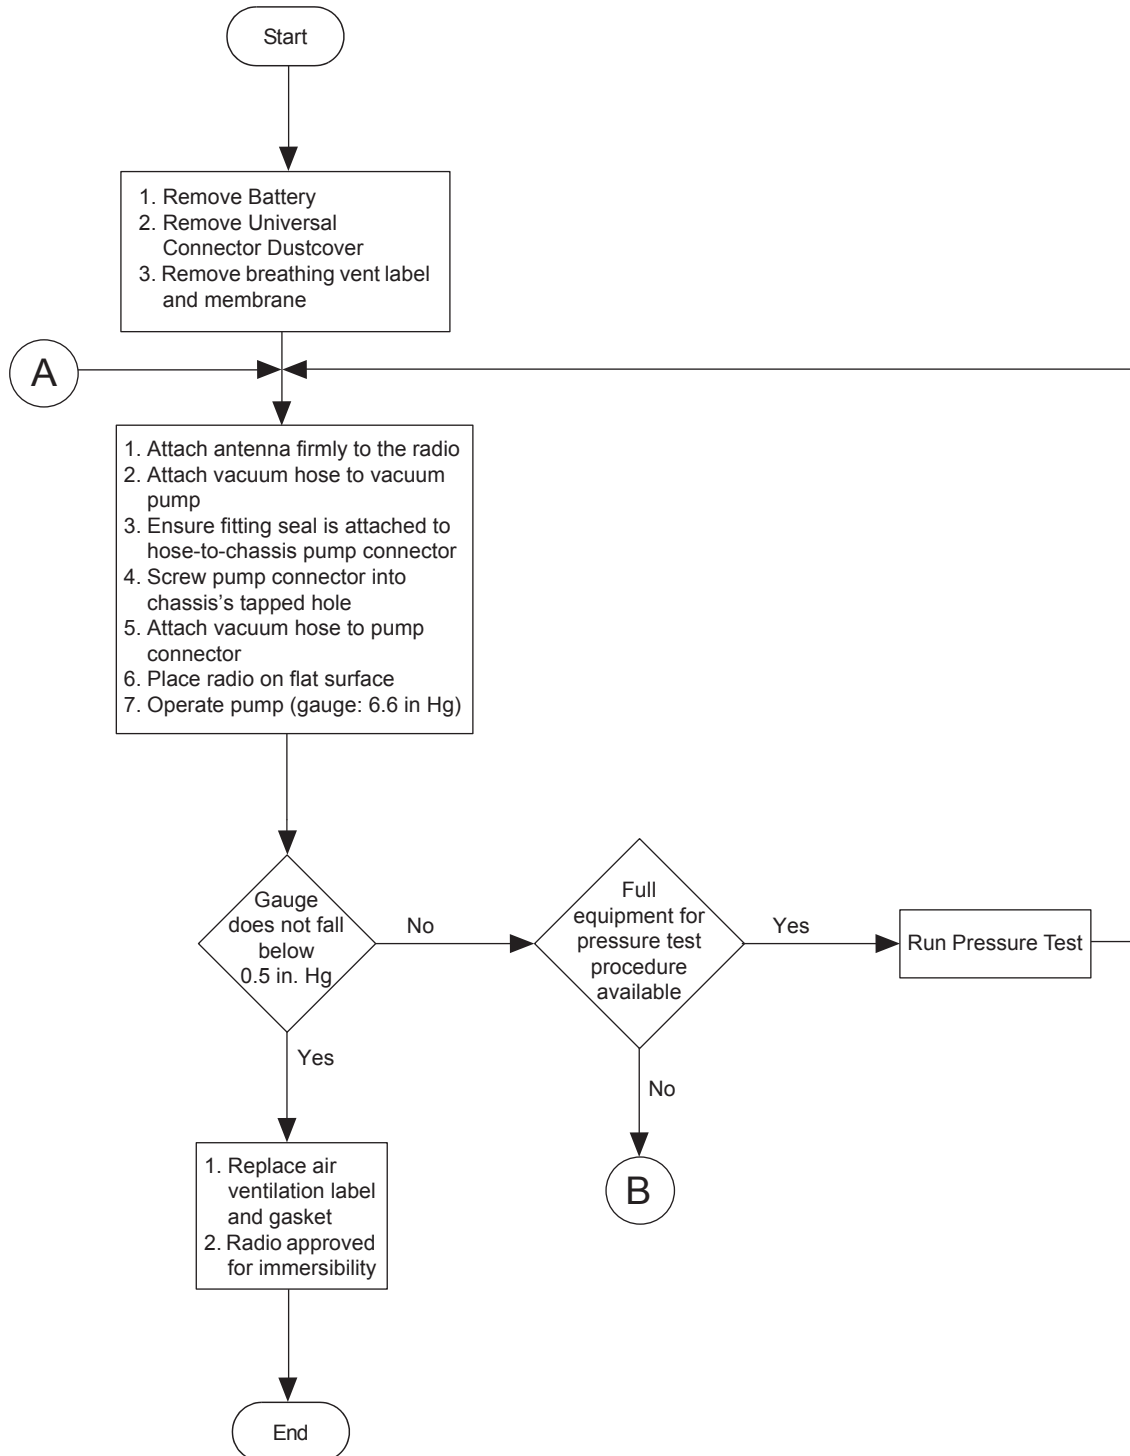 Start
1. Remove Battery
2. Remove Universal
Connector Dustcover
3. Remove breathing vent label
and membrane
A
1. Attach antenna firmly to the radio
2. Attach vacuum hose to vacuum
pump
3. Ensure fitting seal is attached to
hose-to-chassis pump connector
4. Screw pump connector into
chassis's tapped hole
5. Attach vacuum hose to pump
connector
6. Place radio on flat surface
7. Operate pump (gauge: 6.6 in Hg)
Gauge
does not fall
below
0.5 in. Hg
No
Full
equipment for
pressure test
procedure
available
Yes
Run Pressure Test
Yes
No
B
1. Replace air
ventilation label
and gasket
2. Radio approved
for immersibility
End